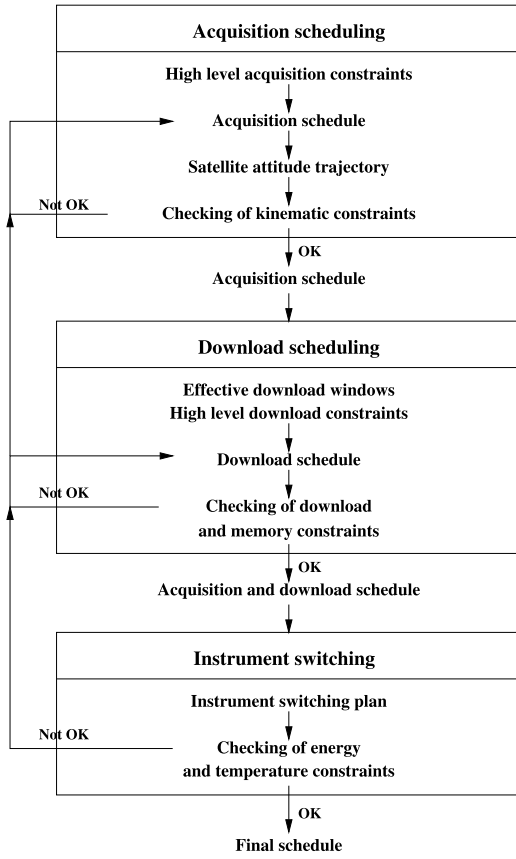 Acquisition scheduling
High level acquisition constraints
Acquisition schedule
Satellite attitude trajectory
Not OK
Checking of kinematic constraints
OK
Acquisition schedule
Download scheduling
Effective download windows
High level download constraints
Download schedule
Not OK
Checking of download
and memory constraints
OK
Acquisition and download schedule
Instrument switching
Instrument switching plan
Not OK
Checking of energy
and temperature constraints
OK
Final schedule